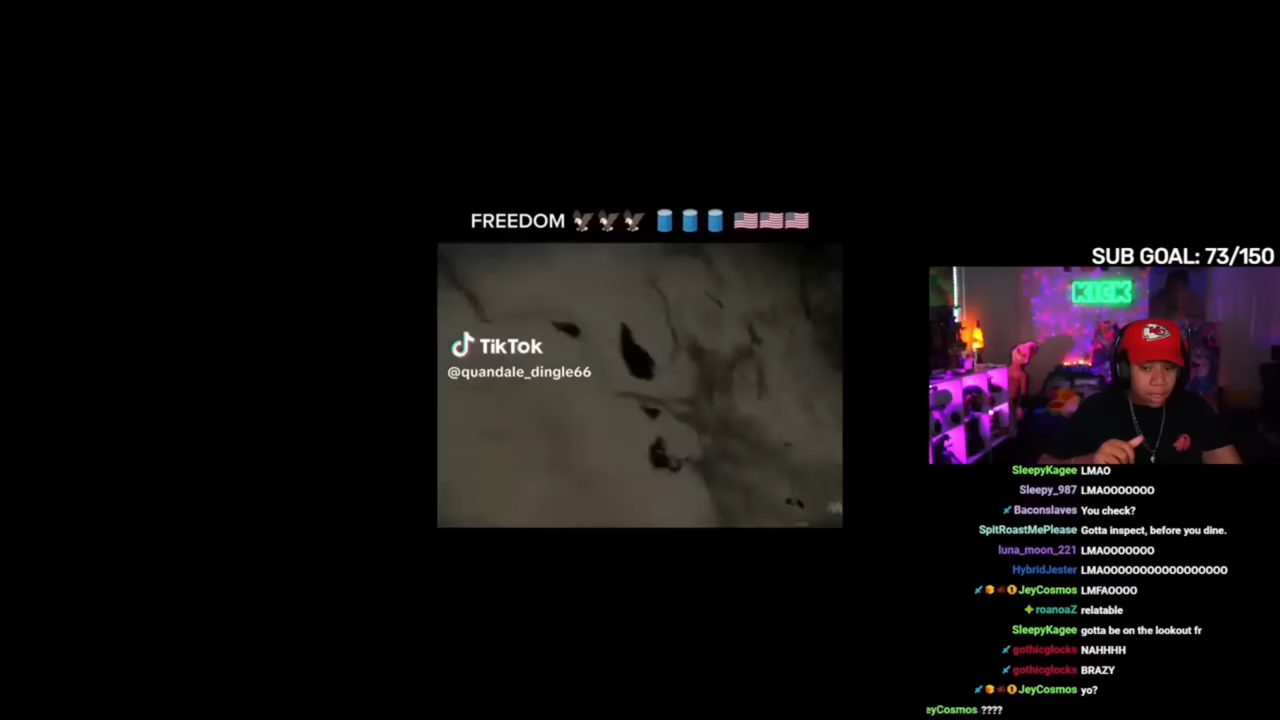 FREEDOM 🦅🦅🦅 🛢️🛢️🛢️ 🇺🇸🇺🇸🇺🇸
TikTok
@quandale_dingle66
SUB GOAL: 73/150
KICK
SleepyKagee LMAO
Sleepy_987 LMAOOOOOOO
Baconslaves You check?
SpitRoastMePlease Gotta inspect, before you dine.
luna_moon_221 LMAOOOOOOO
HybridJester LMAOOOOOOOOOOOOOOOOO
JeyCosmos LMFAOOOO
roanoaZ relatable
SleepyKagee gotta be on the lookout fr
gothicglocks NAHHHH
gothicglocks BRAZY
JeyCosmos yo?
eyCosmos ????